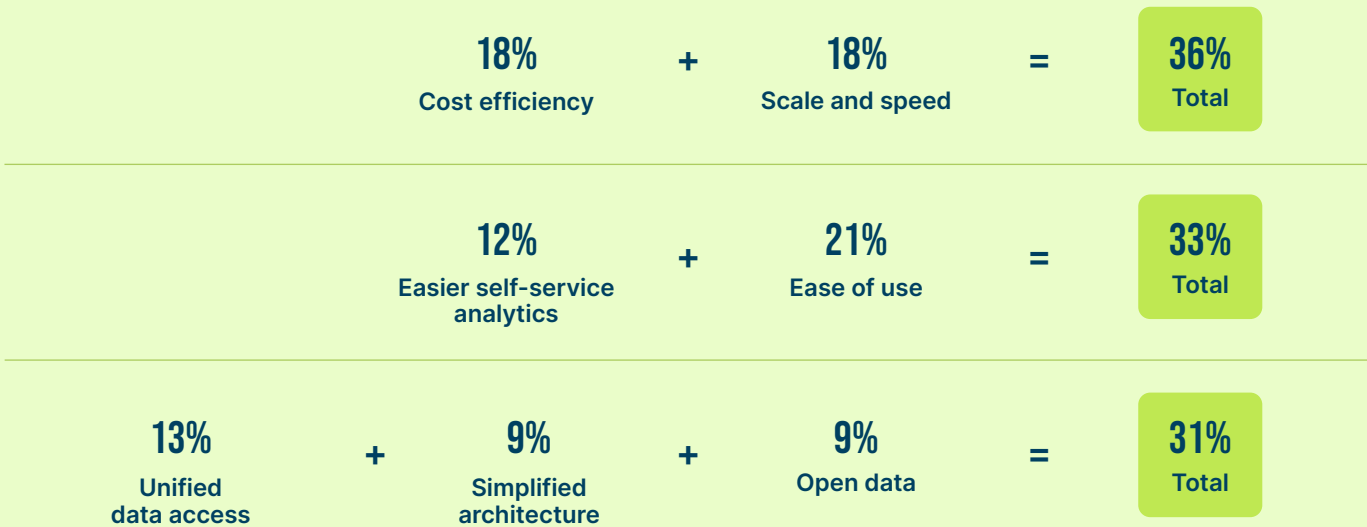 18% + 18% = 36%
Cost efficiency Scale and speed Total
12% + 21% = 33%
Easier self-service Ease of use Total
analytics
13% + 9% + 9% = 31%
Unified Simplified Open data Total
data access architecture